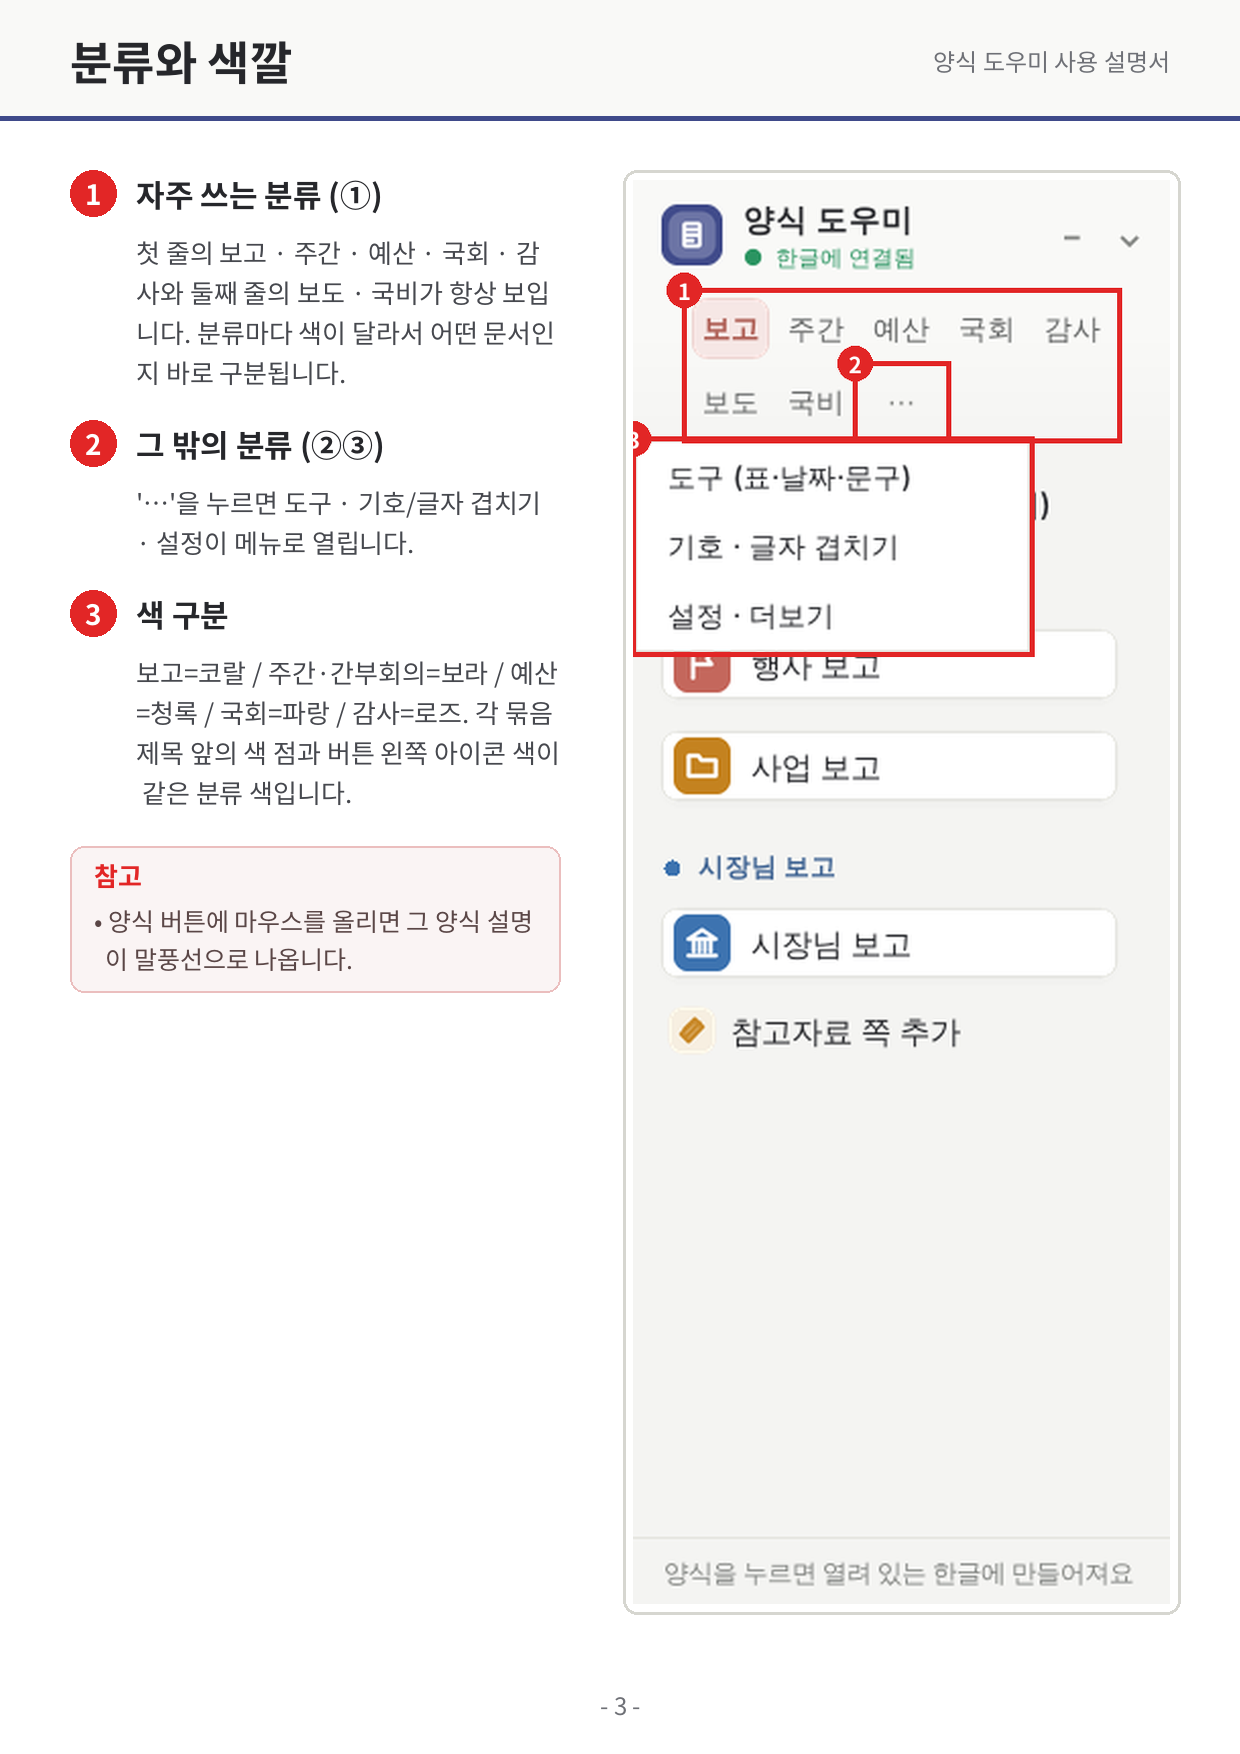 분류와 색깔
양식 도우미 사용 설명서
1 자주 쓰는 분류 (①)
첫 줄의 보고 · 주간 · 예산 · 국회 · 감
사와 둘째 줄의 보도 · 국비가 항상 보입
니다. 분류마다 색이 달라서 어떤 문서인
지 바로 구분됩니다.
2 그 밖의 분류 (②③)
'…'을 누르면 도구 · 기호/글자 겹치기
· 설정이 메뉴로 열립니다.
3 색 구분
보고=코랄 / 주간·간부회의=보라 / 예산
=청록 / 국회=파랑 / 감사=로즈. 각 묶음
제목 앞의 색 점과 버튼 왼쪽 아이콘 색이
같은 분류 색입니다.
참고
• 양식 버튼에 마우스를 올리면 그 양식 설명
이 말풍선으로 나옵니다.
양식 도우미
한글에 연결됨
1
보고 주간 예산 국회 감사
2
보도 국비 …
3
도구 (표·날짜·문구)
)
기호 · 글자 겹치기
설정 · 더보기
행사 보고
사업 보고
시장님 보고
시장님 보고
참고자료 쪽 추가
양식을 누르면 열려 있는 한글에 만들어져요
- 3 -